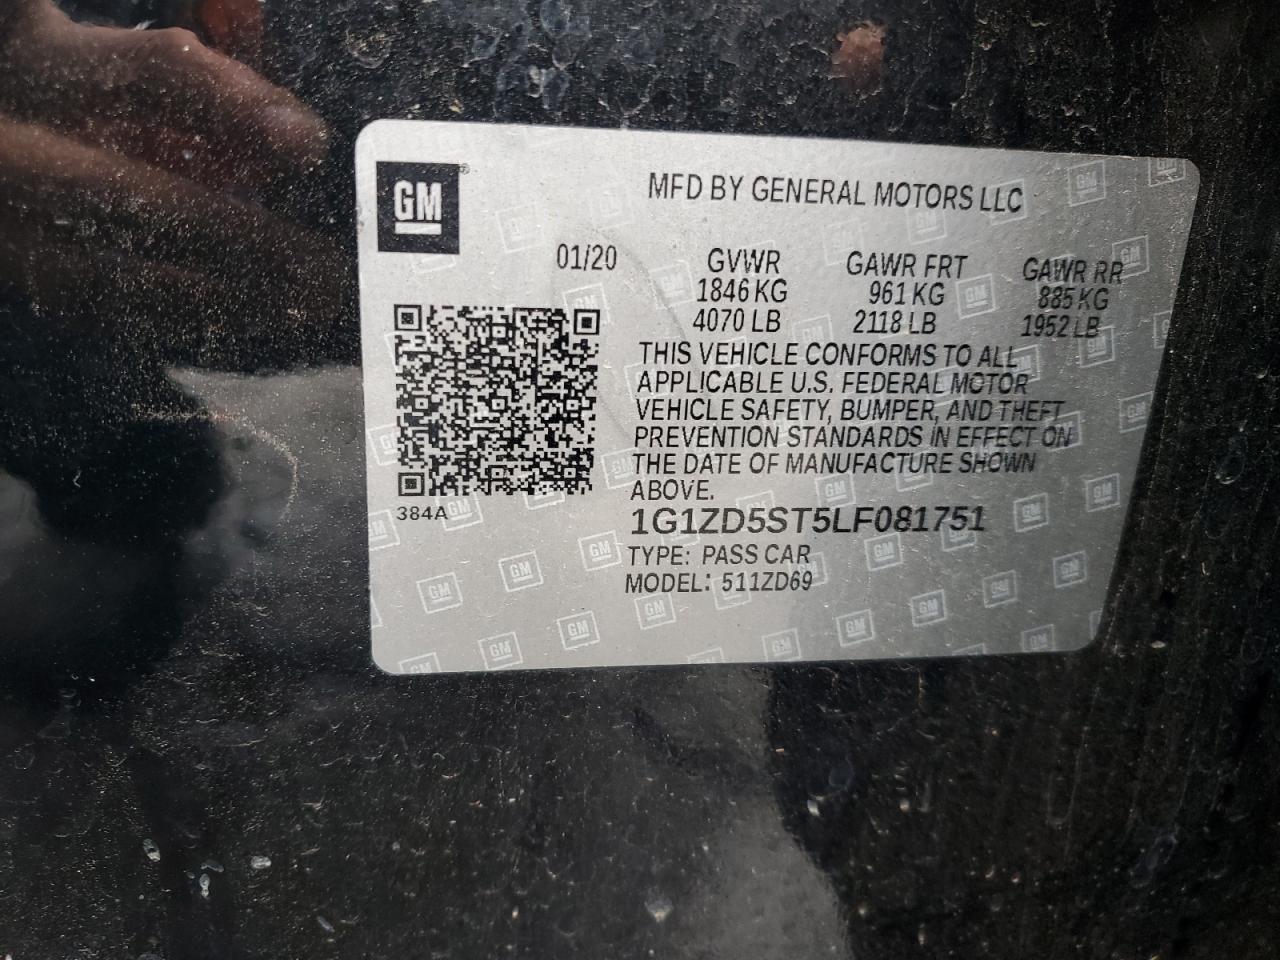 GM
MFD BY GENERAL MOTORS LLC
01/20
GVWR GAWR FRT GAWR RR
1846 KG 961 KG 885 KG
4070 LB 2118 LB 1952 LB
THIS VEHICLE CONFORMS TO ALL
APPLICABLE U.S. FEDERAL MOTOR
VEHICLE SAFETY, BUMPER, AND THEFT
PREVENTION STANDARDS IN EFFECT ON
THE DATE OF MANUFACTURE SHOWN
ABOVE.
384A
1G1ZD5ST5LF081751
TYPE: PASS CAR
MODEL: 511ZD69